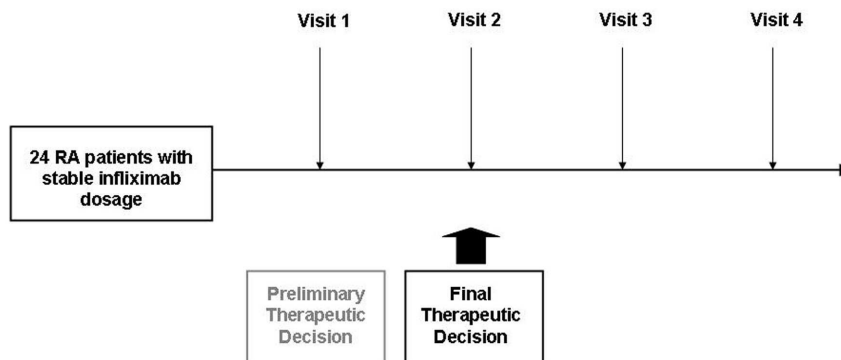 Visit 1
Visit 2
Visit 3
Visit 4
24 RA patients with
stable infliximab
dosage
Preliminary
Therapeutic
Decision
Final
Therapeutic
Decision